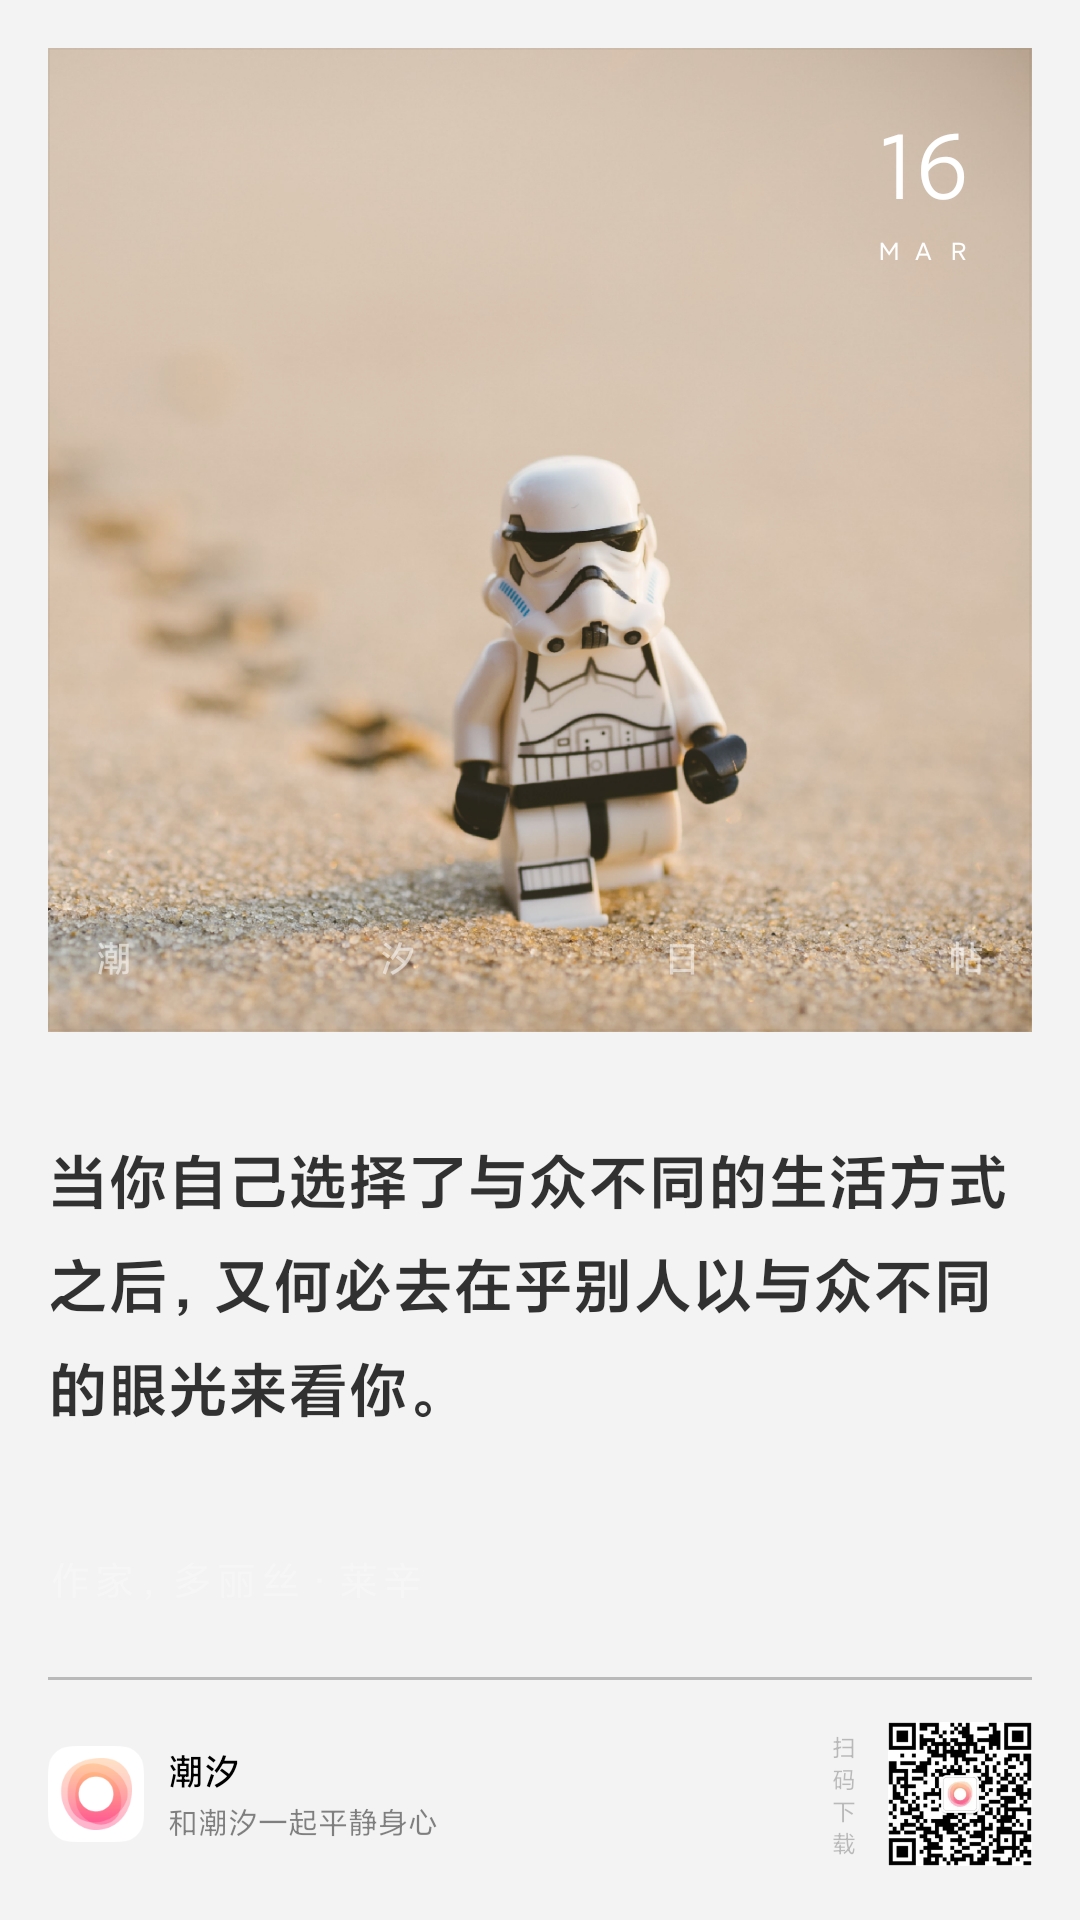 16
MAR
潮 汐 日 帖
当你自己选择了与众不同的生活方式
之后，又何必去在乎别人以与众不同
的眼光来看你。
作家，多丽丝·莱辛
潮汐
和潮汐一起平静身心
扫码下载